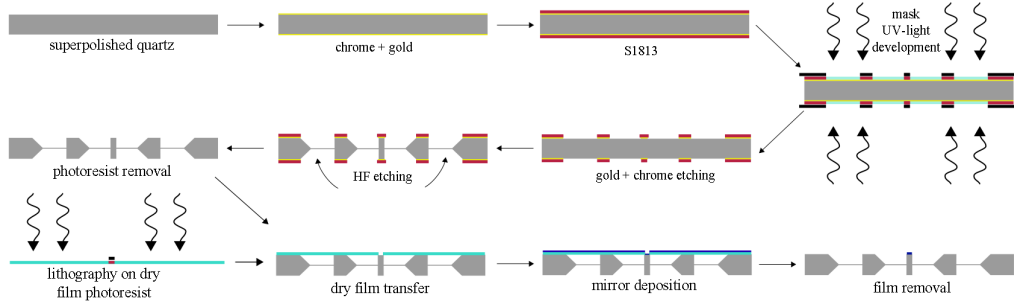 superpolished quartz
chrome + gold
S1813
mask
UV-light
development
photoresist removal
HF etching
gold + chrome etching
lithography on dry
film photoresist
dry film transfer
mirror deposition
film removal